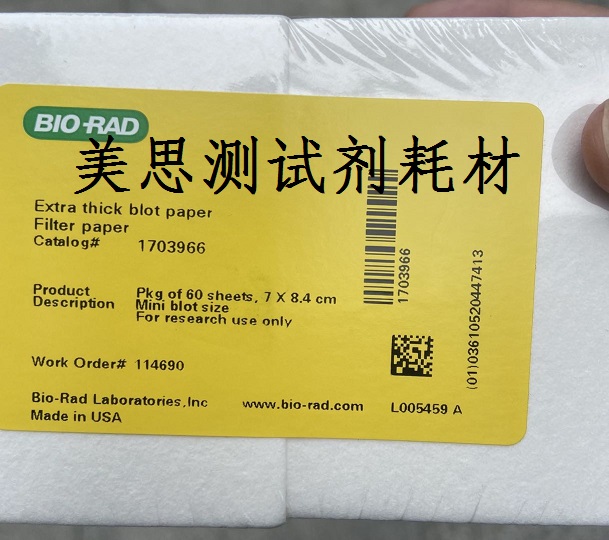 BIO-RAD
美思测试剂耗材
Extra thick blot paper
Filter paper
Catalog# 1703966
Product Description
Pkg of 60 sheets, 7 X 8.4 cm
Mini blot size
For research use only
Work Order# 114690
Bio-Rad Laboratories,Inc www.bio-rad.com L005459 A
Made in USA
1703966
(01)03610520447413